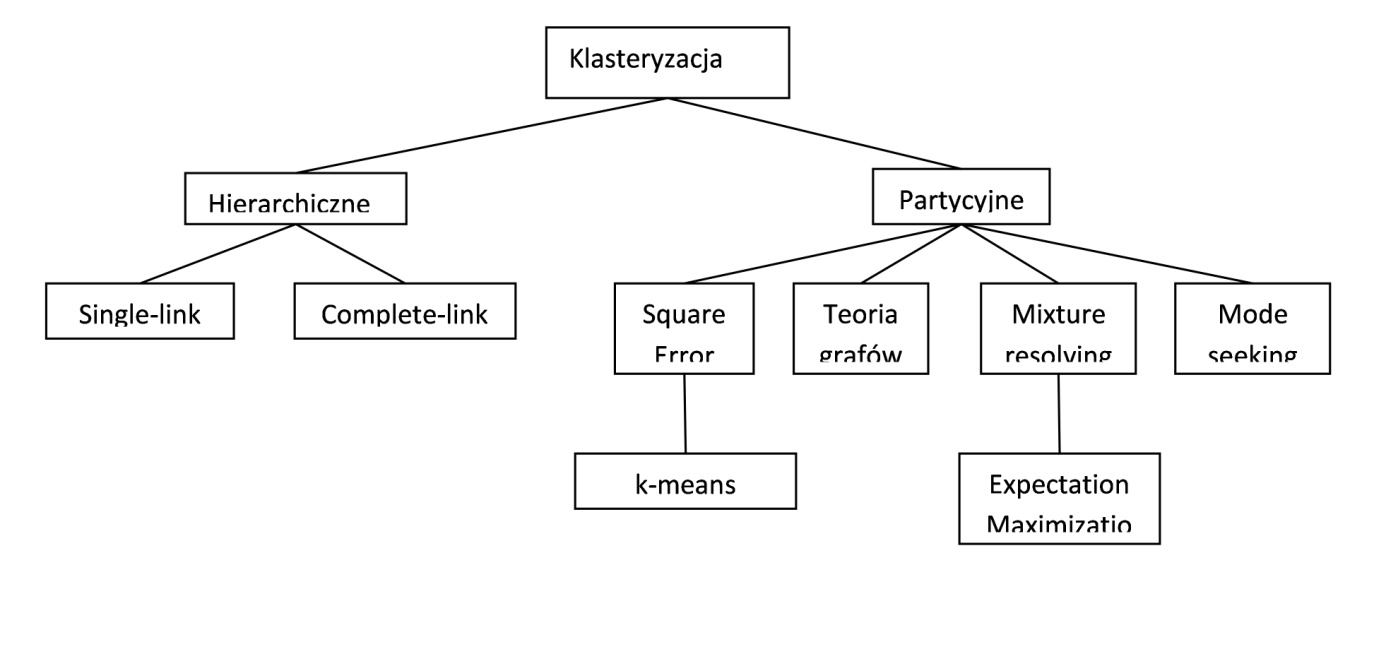 Klasteryzacja
Hierarchiczne
Partycyjne
Single-link
Complete-link
Square
Error
Teoria
grafów
Mixture
resolving
Mode
seeking
k-means
Expectation
Maximizatio